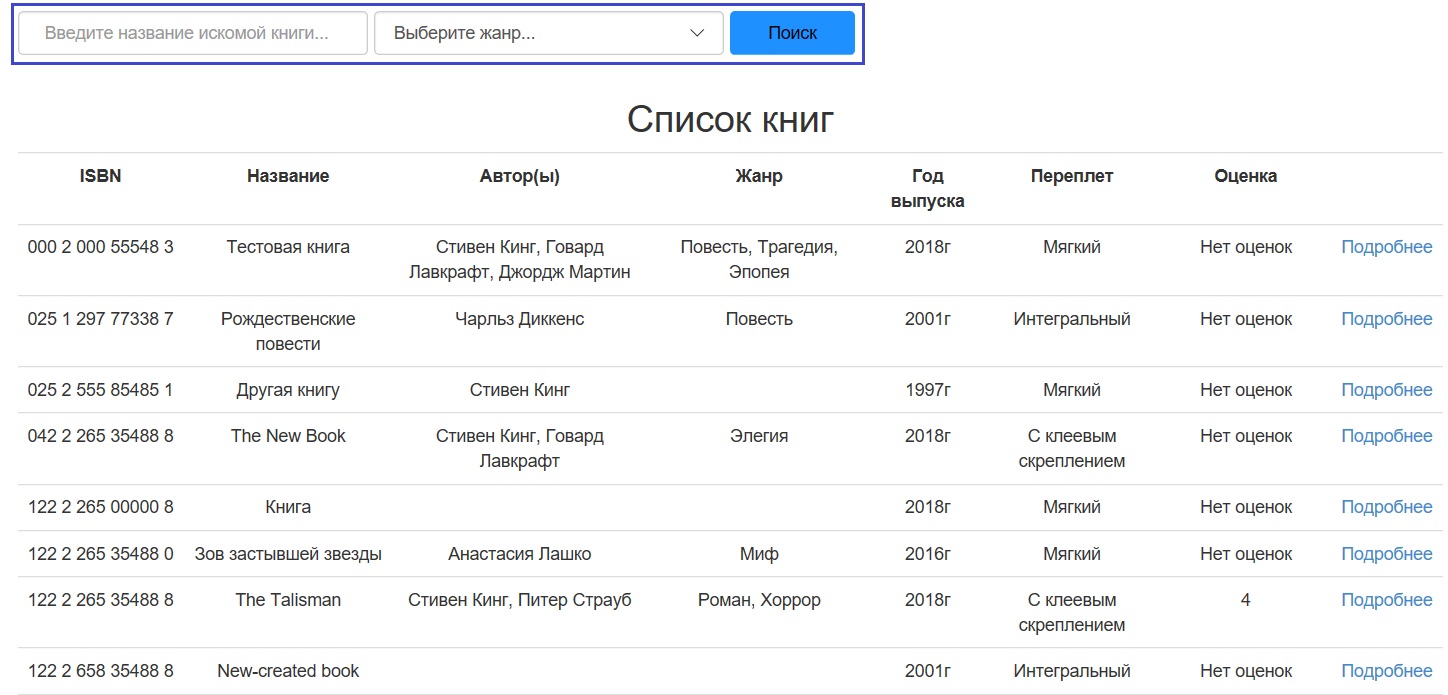 Введите название искомой книги... Выберите жанр... Поиск
Список книг
ISBN Название Автор(ы) Жанр Год Переплет Оценка
выпуска
000 2 000 55548 3 Тестовая книга Стивен Кинг, Говард Повесть, Трагедия, 2018г Мягкий Нет оценок Подробнее
Лавкрафт, Джордж Мартин Эпопея
025 1 297 77338 7 Рождественские Чарльз Диккенс Повесть 2001г Интегральный Нет оценок Подробнее
повести
025 2 555 85485 1 Другая книгу Стивен Кинг 1997г Мягкий Нет оценок Подробнее
042 2 265 35488 8 The New Book Стивен Кинг, Говард Элегия 2018г С клеевым Нет оценок Подробнее
Лавкрафт скреплением
122 2 265 00000 8 Книга 2018г Мягкий Нет оценок Подробнее
122 2 265 35488 0 Зов застывшей звезды Анастасия Лашко Миф 2016г Мягкий Нет оценок Подробнее
122 2 265 35488 8 The Talisman Стивен Кинг, Питер Страуб Роман, Хоррор 2018г С клеевым 4 Подробнее
скреплением
122 2 658 35488 8 New-created book 2001г Интегральный Нет оценок Подробнее